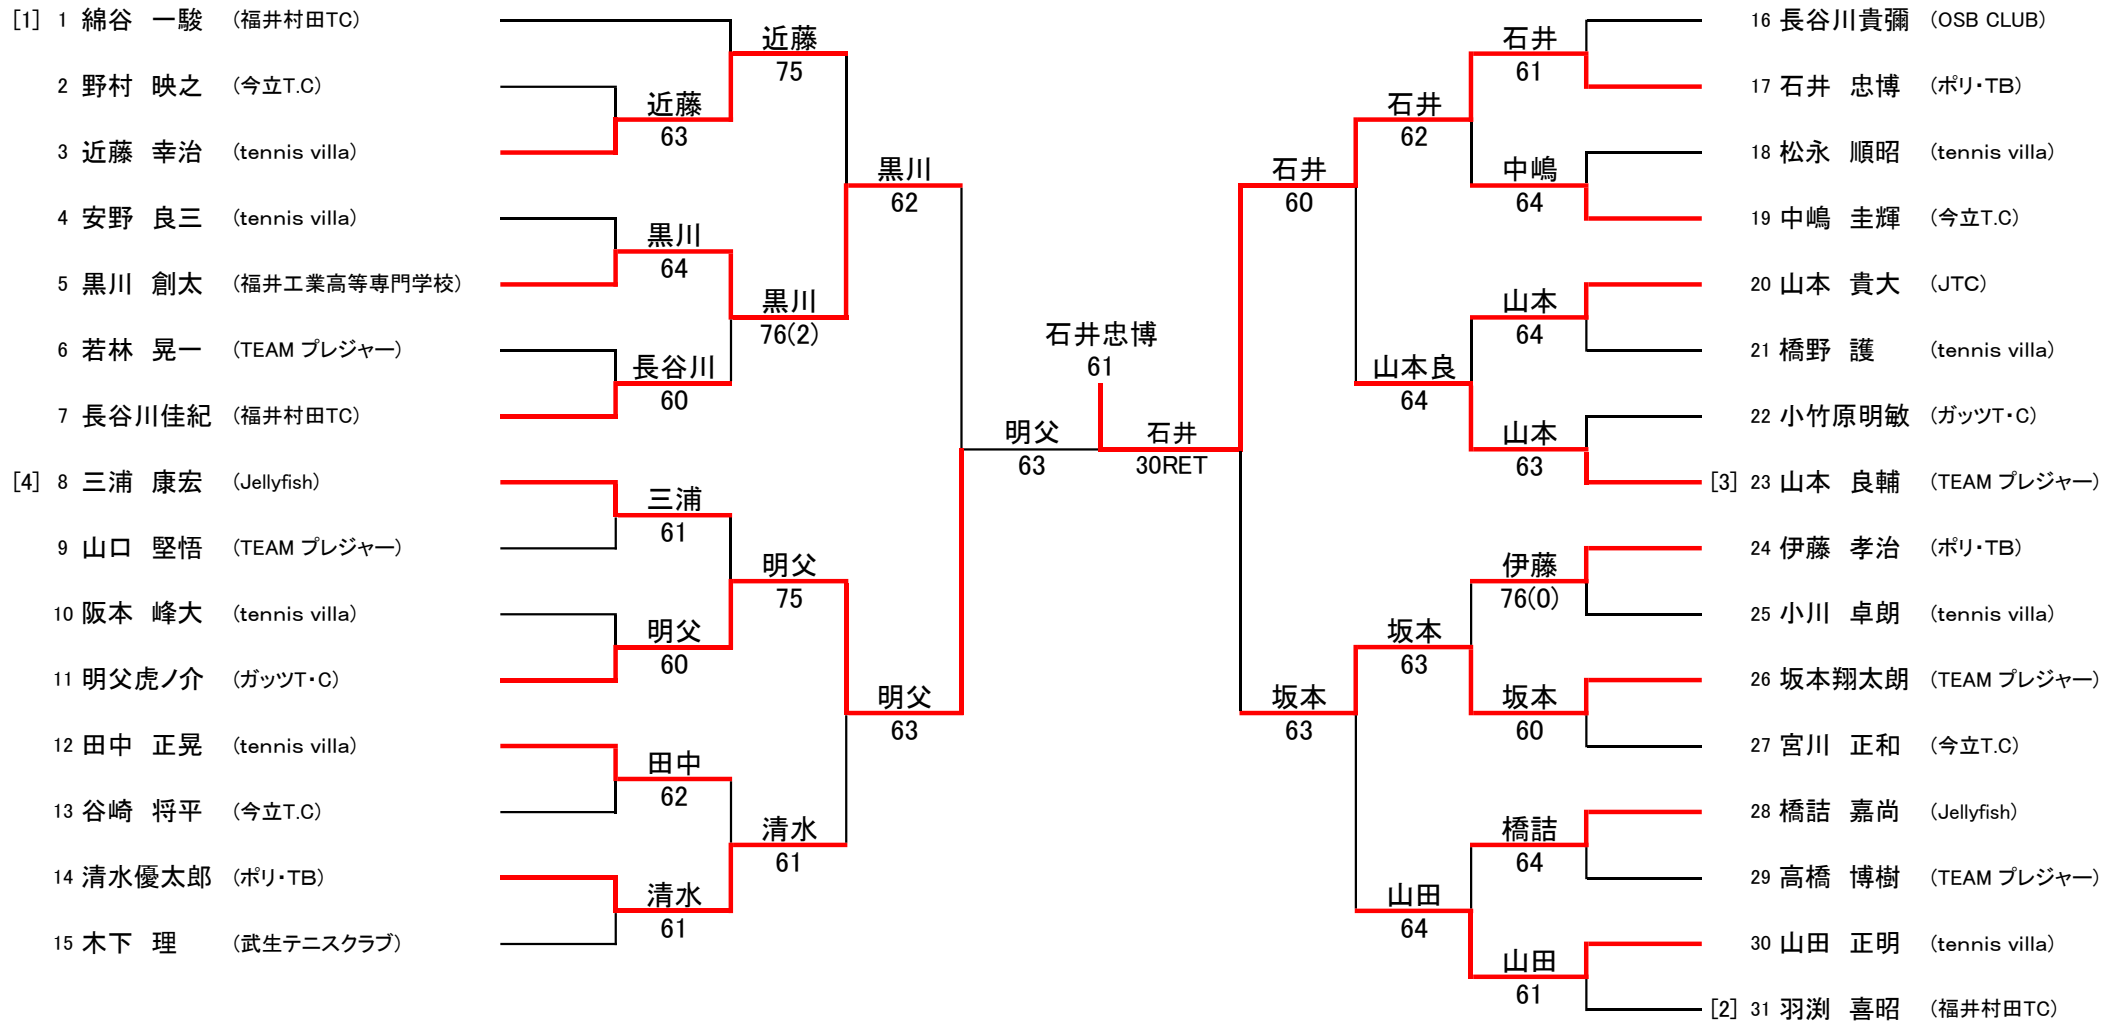 [1] 1 綿谷 一駿 (福井村田TC)
2 野村 映之 (今立T.C)
3 近藤 幸治 (tennis villa)
4 安野 良三 (tennis villa)
5 黒川 創太 (福井工業高等専門学校)
6 若林 晃一 (TEAM プレジャー)
7 長谷川佳紀 (福井村田TC)
[4] 8 三浦 康宏 (Jellyfish)
9 山口 堅悟 (TEAM プレジャー)
10 阪本 峰大 (tennis villa)
11 明父虎ノ介 (ガッツT・C)
12 田中 正晃 (tennis villa)
13 谷崎 将平 (今立T.C)
14 清水優太郎 (ポリ・TB)
15 木下 理 (武生テニスクラブ)
近藤
63
黒川
64
長谷川
60
三浦
61
明父
60
田中
62
清水
61
近藤
75
黒川
76(2)
明父
75
清水
61
黒川
62
明父
63
明父
63
石井忠博
61
石井
30RET
石井
60
坂本
63
石井
62
山本良
64
坂本
63
山田
64
石井
61
中嶋
64
山本
64
山本
63
伊藤
76(0)
坂本
60
橋詰
64
山田
61
16 長谷川貴彌 (OSB CLUB)
17 石井 忠博 (ポリ・TB)
18 松永 順昭 (tennis villa)
19 中嶋 圭輝 (今立T.C)
20 山本 貴大 (JTC)
21 橋野 護 (tennis villa)
22 小竹原明敏 (ガッツT・C)
[3] 23 山本 良輔 (TEAM プレジャー)
24 伊藤 孝治 (ポリ・TB)
25 小川 卓朗 (tennis villa)
26 坂本翔太朗 (TEAM プレジャー)
27 宮川 正和 (今立T.C)
28 橋詰 嘉尚 (Jellyfish)
29 高橋 博樹 (TEAM プレジャー)
30 山田 正明 (tennis villa)
[2] 31 羽渕 喜昭 (福井村田TC)